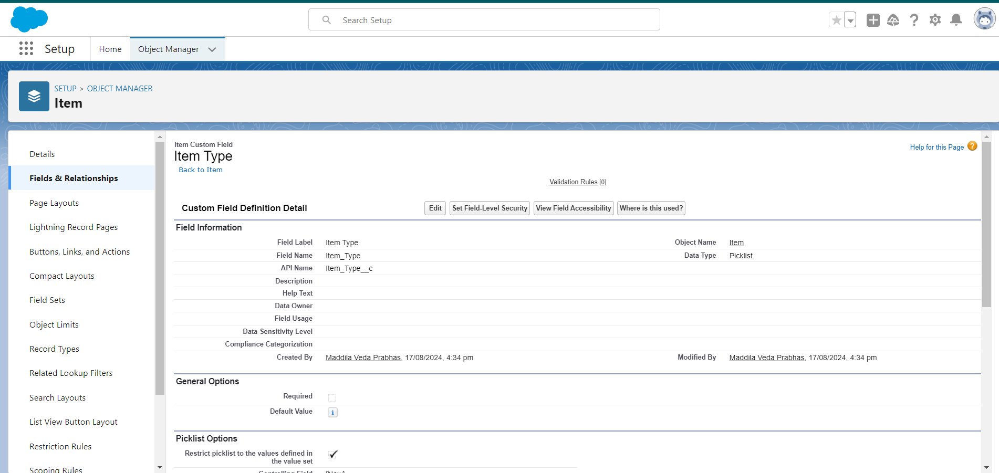 Search Setup
Setup
Home
Object Manager
SETUP > OBJECT MANAGER
Item
Details
Fields & Relationships
Page Layouts
Lightning Record Pages
Buttons, Links, and Actions
Compact Layouts
Field Sets
Object Limits
Record Types
Related Lookup Filters
Search Layouts
List View Button Layout
Restriction Rules
Scoping Rules
Item Custom Field
Item Type
Back to Item
Help for this Page ?
Validation Rules [0]
Custom Field Definition Detail
Edit Set Field-Level Security View Field Accessibility Where is this used?
Field Information
Field Label Item Type Object Name Item
Field Name Item_Type Data Type Picklist
API Name Item_Type__c
Description
Help Text
Data Owner
Field Usage
Data Sensitivity Level
Compliance Categorization
Created By Maddila Veda Prabhas, 17/08/2024, 4:34 pm Modified By Maddila Veda Prabhas, 17/08/2024, 4:34 pm
General Options
Required
Default Value i
Picklist Options
Restrict picklist to the values defined in
the value set
Controlling Field [New]